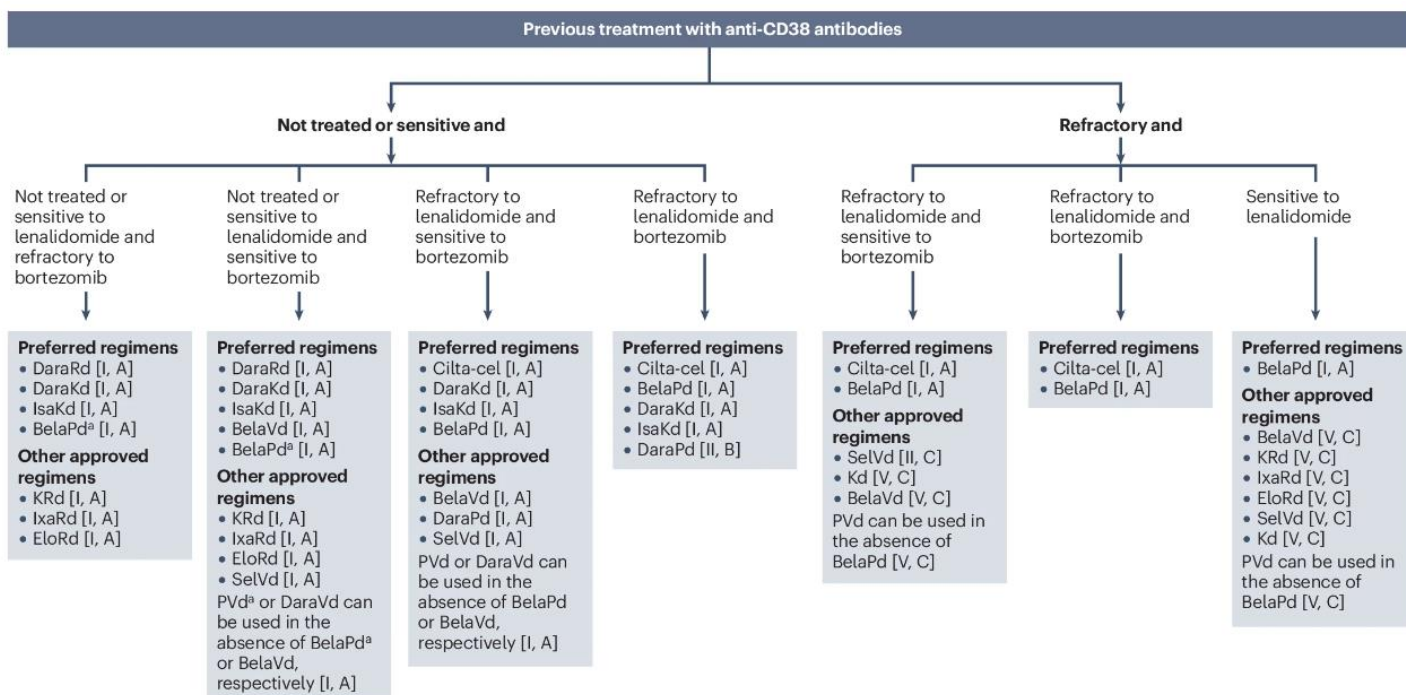 Previous treatment with anti-CD38 antibodies
Not treated or sensitive and
Refractory and
Not treated or
sensitive to
lenalidomide and
refractory to
bortezomib
Not treated or
sensitive to
lenalidomide and
sensitive to
bortezomib
Refractory to
lenalidomide and
sensitive to
bortezomib
Refractory to
lenalidomide and
bortezomib
Refractory to
lenalidomide and
sensitive to
bortezomib
Refractory to
lenalidomide and
bortezomib
Sensitive to
lenalidomide
Preferred regimens
• DaraRd [I, A]
• DaraKd [I, A]
• IsaKd [I, A]
• BelaPdᵃ [I, A]
Other approved
regimens
• KRd [I, A]
• IxaRd [I, A]
• EloRd [I, A]
Preferred regimens
• DaraRd [I, A]
• DaraKd [I, A]
• IsaKd [I, A]
• BelaVd [I, A]
• BelaPdᵃ [I, A]
Other approved
regimens
• KRd [I, A]
• IxaRd [I, A]
• EloRd [I, A]
• SelVd [I, A]
PVdᵃ or DaraVd can
be used in the
absence of BelaPdᵃ
or BelaVd,
respectively [I, A]
Preferred regimens
• Cilta-cel [I, A]
• DaraKd [I, A]
• IsaKd [I, A]
• BelaPd [I, A]
Other approved
regimens
• BelaVd [I, A]
• DaraPd [I, A]
• SelVd [I, A]
PVd or DaraVd can
be used in the
absence of BelaPd
or BelaVd,
respectively [I, A]
Preferred regimens
• Cilta-cel [I, A]
• BelaPd [I, A]
• DaraKd [I, A]
• IsaKd [I, A]
• DaraPd [II, B]
Preferred regimens
• Cilta-cel [I, A]
• BelaPd [I, A]
Other approved
regimens
• SelVd [II, C]
• Kd [V, C]
• BelaVd [V, C]
PVd can be used in
the absence of
BelaPd [V, C]
Preferred regimens
• Cilta-cel [I, A]
• BelaPd [I, A]
Preferred regimens
• BelaPd [I, A]
Other approved
regimens
• BelaVd [V, C]
• KRd [V, C]
• IxaRd [V, C]
• EloRd [V, C]
• SelVd [V, C]
• Kd [V, C]
PVd can be used in
the absence of
BelaPd [V, C]